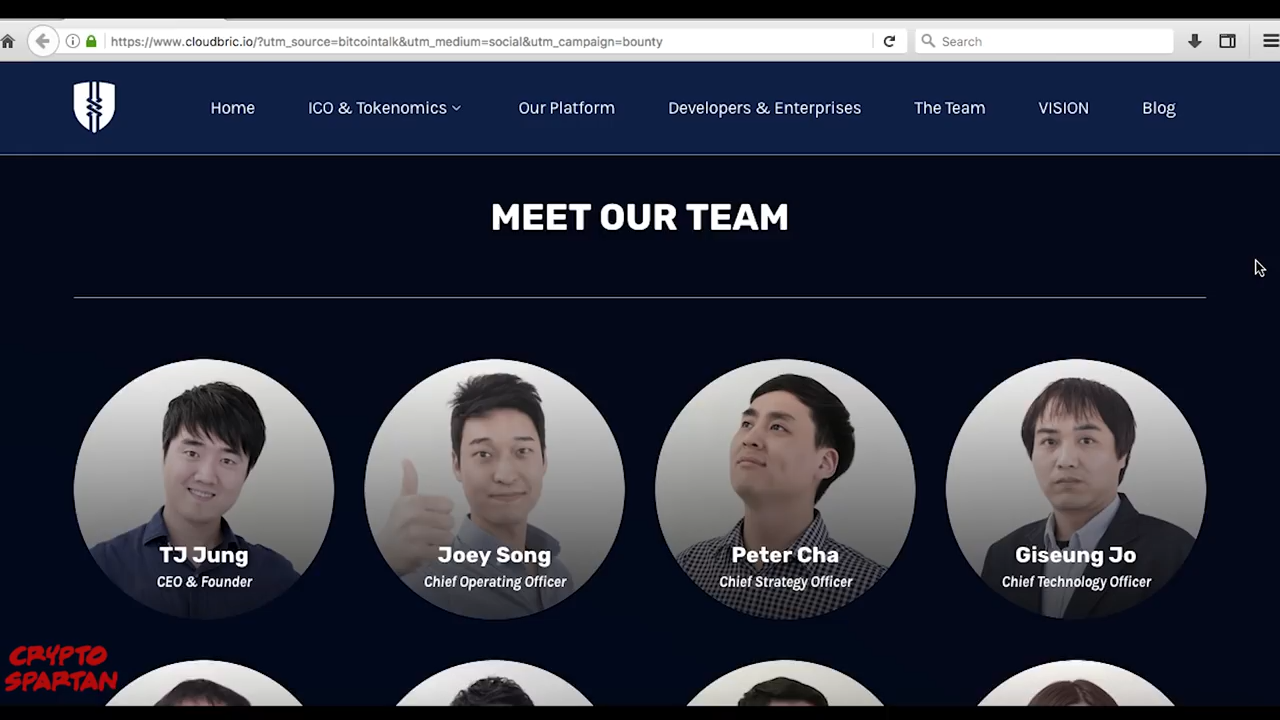 https://www.cloudbric.io/?utm_source=bitcointalk&utm_medium=social&utm_campaign=bounty
Search
Home
ICO & Tokenomics
Our Platform
Developers & Enterprises
The Team
VISION
Blog
MEET OUR TEAM
TJ Jung
CEO & Founder
Joey Song
Chief Operating Officer
Peter Cha
Chief Strategy Officer
Giseung Jo
Chief Technology Officer
CRYPTO
SPARTAN